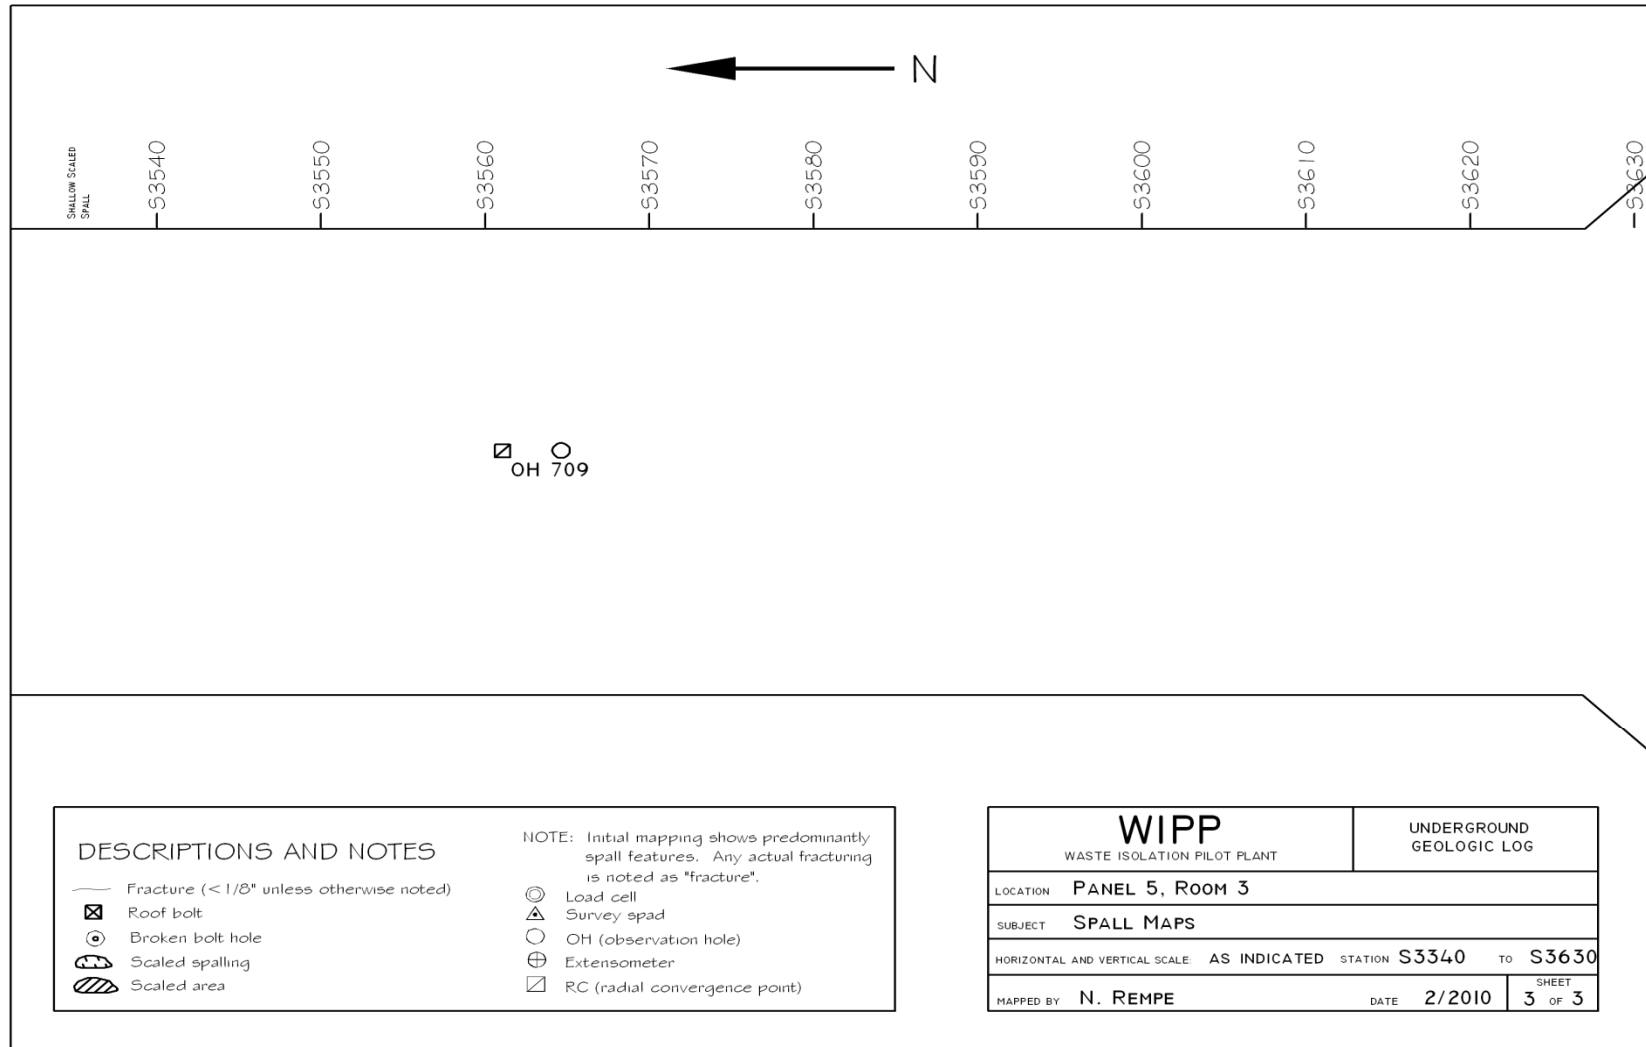 N
SHALLOW SCALED
SPALL
S3540
S3550
S3560
S3570
S3580
S3590
S3600
S3610
S3620
S3630
OH 709
DESCRIPTIONS AND NOTES
Fracture (< 1/8" unless otherwise noted)
Roof bolt
Broken bolt hole
Scaled spalling
Scaled area
NOTE: Initial mapping shows predominantly
spall features. Any actual fracturing
is noted as "fracture".
Load cell
Survey spad
OH (observation hole)
Extensometer
RC (radial convergence point)
WIPP
WASTE ISOLATION PILOT PLANT
UNDERGROUND
GEOLOGIC LOG
LOCATION PANEL 5, ROOM 3
SUBJECT SPALL MAPS
HORIZONTAL AND VERTICAL SCALE: AS INDICATED STATION S3340 TO S3630
MAPPED BY N. REMPE DATE 2/2010 SHEET
3 OF 3